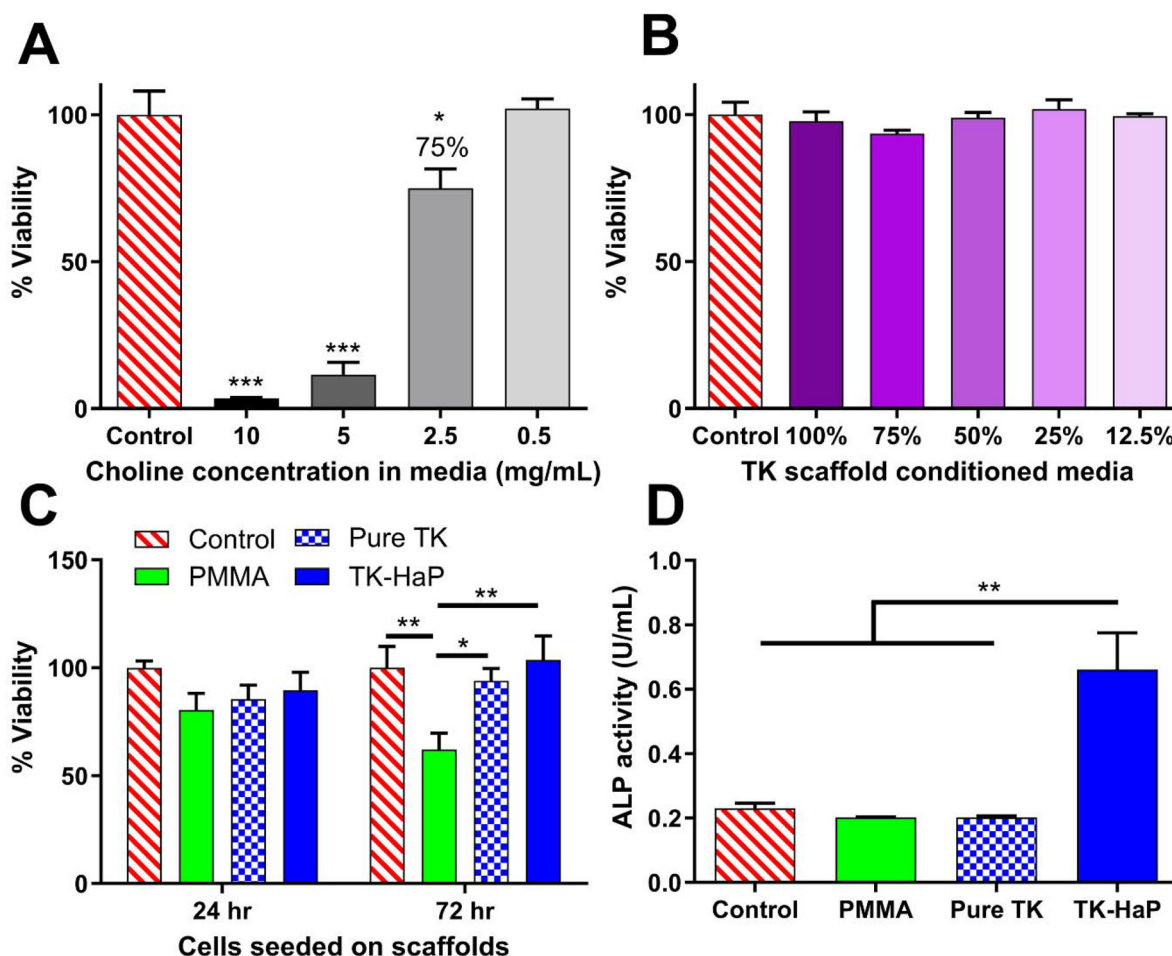 A
% Viability
100
50
0
*
75%
***
***
Control 10 5 2.5 0.5
Choline concentration in media (mg/mL)
B
% Viability
100
50
0
Control 100% 75% 50% 25% 12.5%
TK scaffold conditioned media
C
Control Pure TK
PMMA TK-HaP
% Viability
150
100
50
0
**
**
*
24 hr 72 hr
Cells seeded on scaffolds
D
ALP activity (U/mL)
1.0
0.8
0.6
0.4
0.2
0.0
**
Control PMMA Pure TK TK-HaP